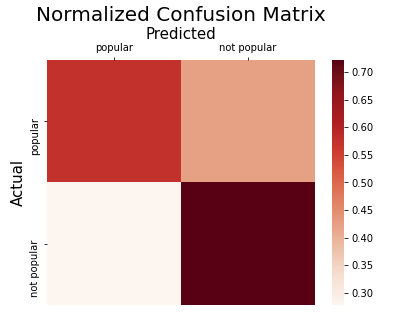 Normalized Confusion Matrix
Predicted
popular not popular
Actual
popular
not popular
0.70
0.65
0.60
0.55
0.50
0.45
0.40
0.35
0.30